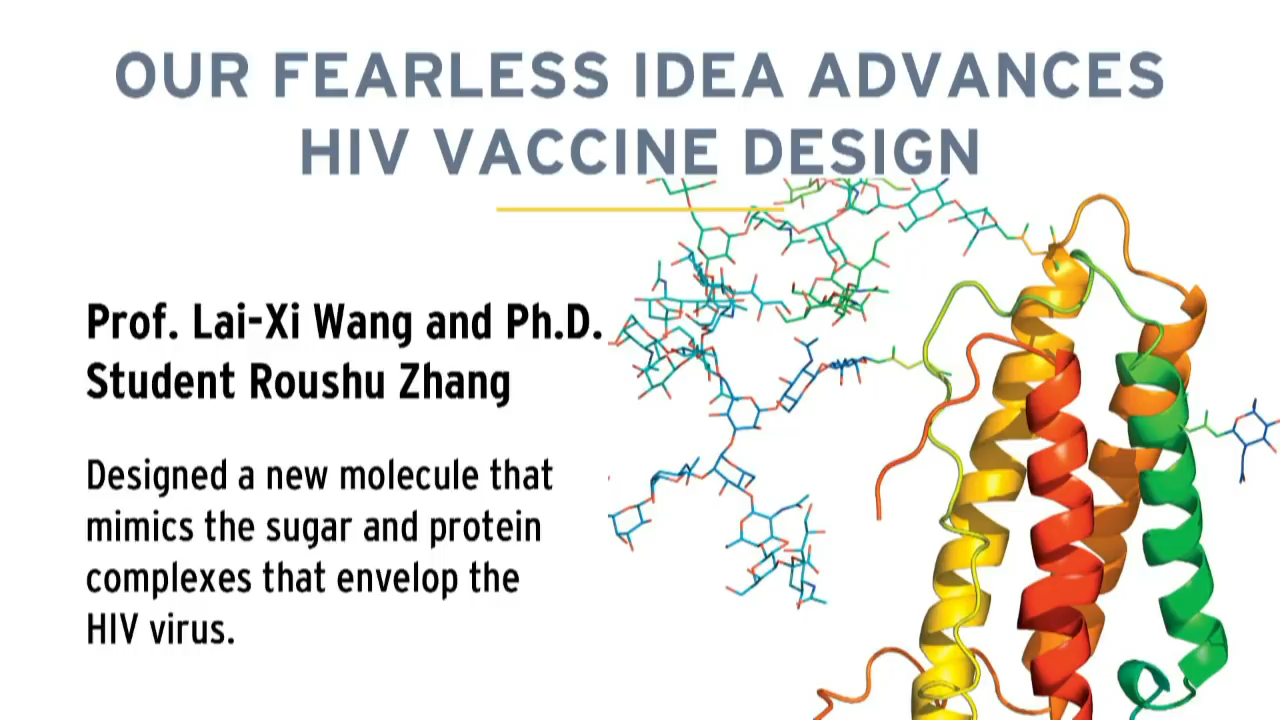 OUR FEARLESS IDEA ADVANCES
HIV VACCINE DESIGN
Prof. Lai-Xi Wang and Ph.D.
Student Roushu Zhang
Designed a new molecule that
mimics the sugar and protein
complexes that envelop the
HIV virus.